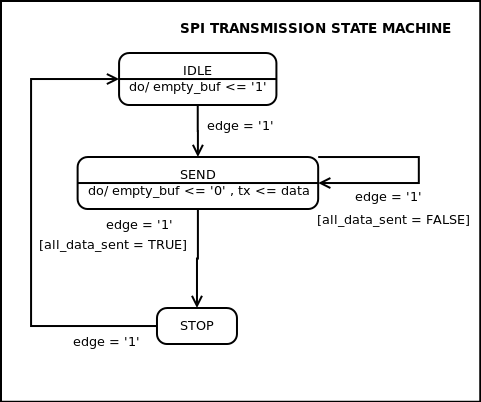 SPI TRANSMISSION STATE MACHINE
IDLE
do/ empty_buf <= '1'
edge = '1'
SEND
do/ empty_buf <= '0' , tx <= data
edge = '1'
[all_data_sent = FALSE]
edge = '1'
[all_data_sent = TRUE]
STOP
edge = '1'